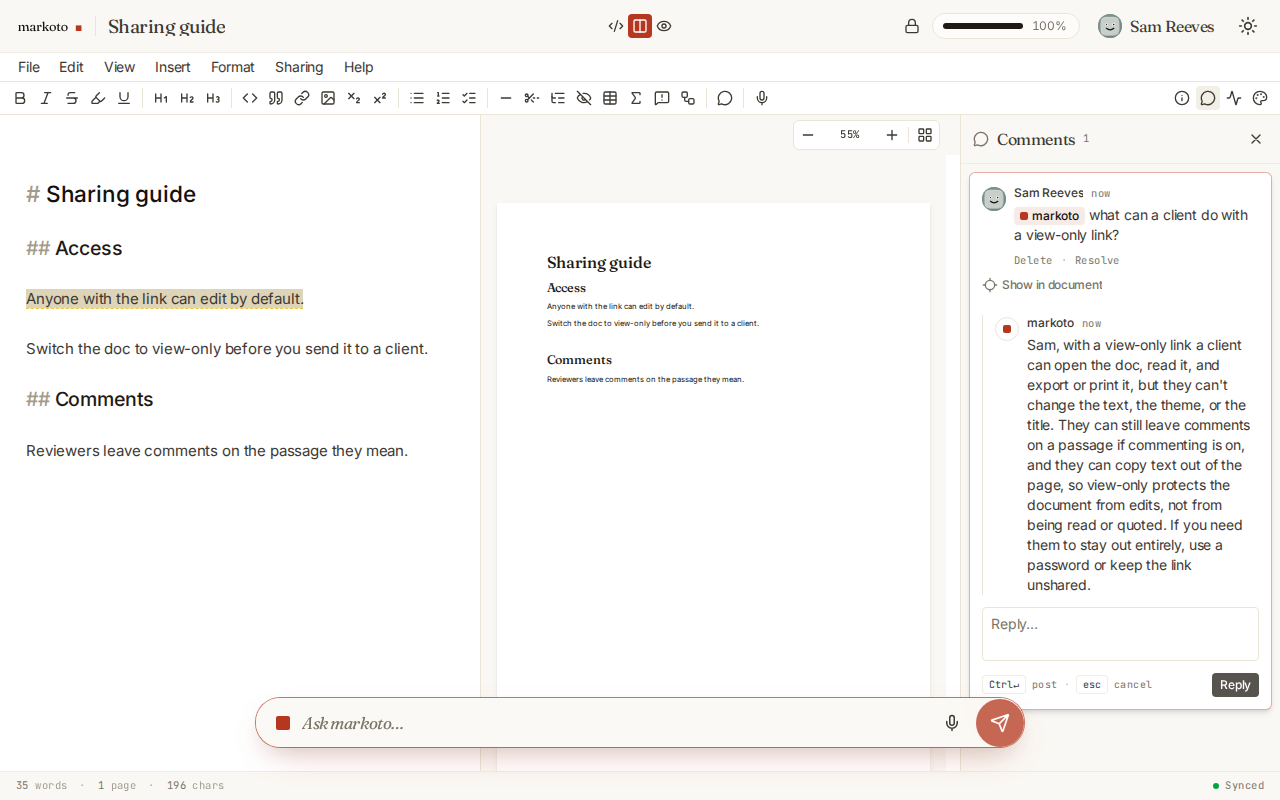 markoto
Sharing guide
100%
Sam Reeves
File Edit View Insert Format Sharing Help
H1 H2 H3
55%
# Sharing guide
## Access
Anyone with the link can edit by default.
Switch the doc to view-only before you send it to a client.
## Comments
Reviewers leave comments on the passage they mean.
Sharing guide
Access
Anyone with the link can edit by default.
Switch the doc to view-only before you send it to a client.
Comments
Reviewers leave comments on the passage they mean.
Comments 1
Sam Reeves now
markoto what can a client do with
a view-only link?
Delete · Resolve
Show in document
markoto now
Sam, with a view-only link a client
can open the doc, read it, and
export or print it, but they can't
change the text, the theme, or the
title. They can still leave comments
on a passage if commenting is on,
and they can copy text out of the
page, so view-only protects the
document from edits, not from
being read or quoted. If you need
them to stay out entirely, use a
password or keep the link
unshared.
Reply...
Ctrl↵ post · esc cancel
Reply
Ask markoto...
35 words · 1 page · 196 chars
Synced